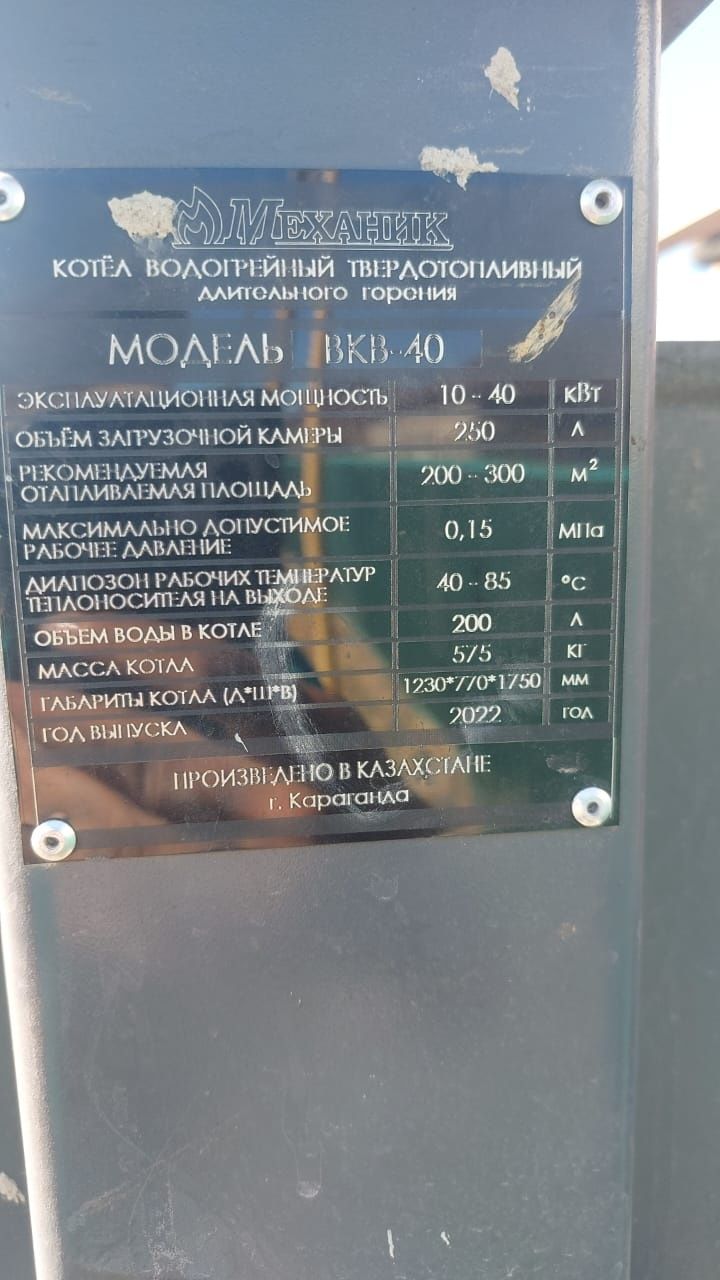 МЕХАНИК
КОТЁЛ ВОДОГРЕЙНЫЙ ТВЕРДОТОПЛИВНЫЙ
длительного горения
МОДЕЛЬ ВКВ-40
ЭКСПЛУАТАЦИОННАЯ МОЩНОСТЬ 10 - 40 кВт
ОБЪЁМ ЗАГРУЗОЧНОЙ КАМЕРЫ 250 Л
РЕКОМЕНДУЕМАЯ
ОТАПЛИВАЕМАЯ ПЛОЩАДЬ 200 - 300 М²
МАКСИМАЛЬНО ДОПУСТИМОЕ
РАБОЧЕЕ ДАВЛЕНИЕ 0,15 МПа
ДИАПОЗОН РАБОЧИХ ТЕМПЕРАТУР
ТЕПЛОНОСИТЕЛЯ НА ВЫХОДЕ 40 - 85 °С
ОБЪЕМ ВОДЫ В КОТЛЕ 200 Л
МАССА КОТЛА 575 КГ
ГАБАРИТЫ КОТЛА (Д*Ш*В) 1230*770*1750 ММ
ГОД ВЫПУСКА 2022 ГОД
ПРОИЗВЕДЕНО В КАЗАХСТАНЕ
г. Караганда